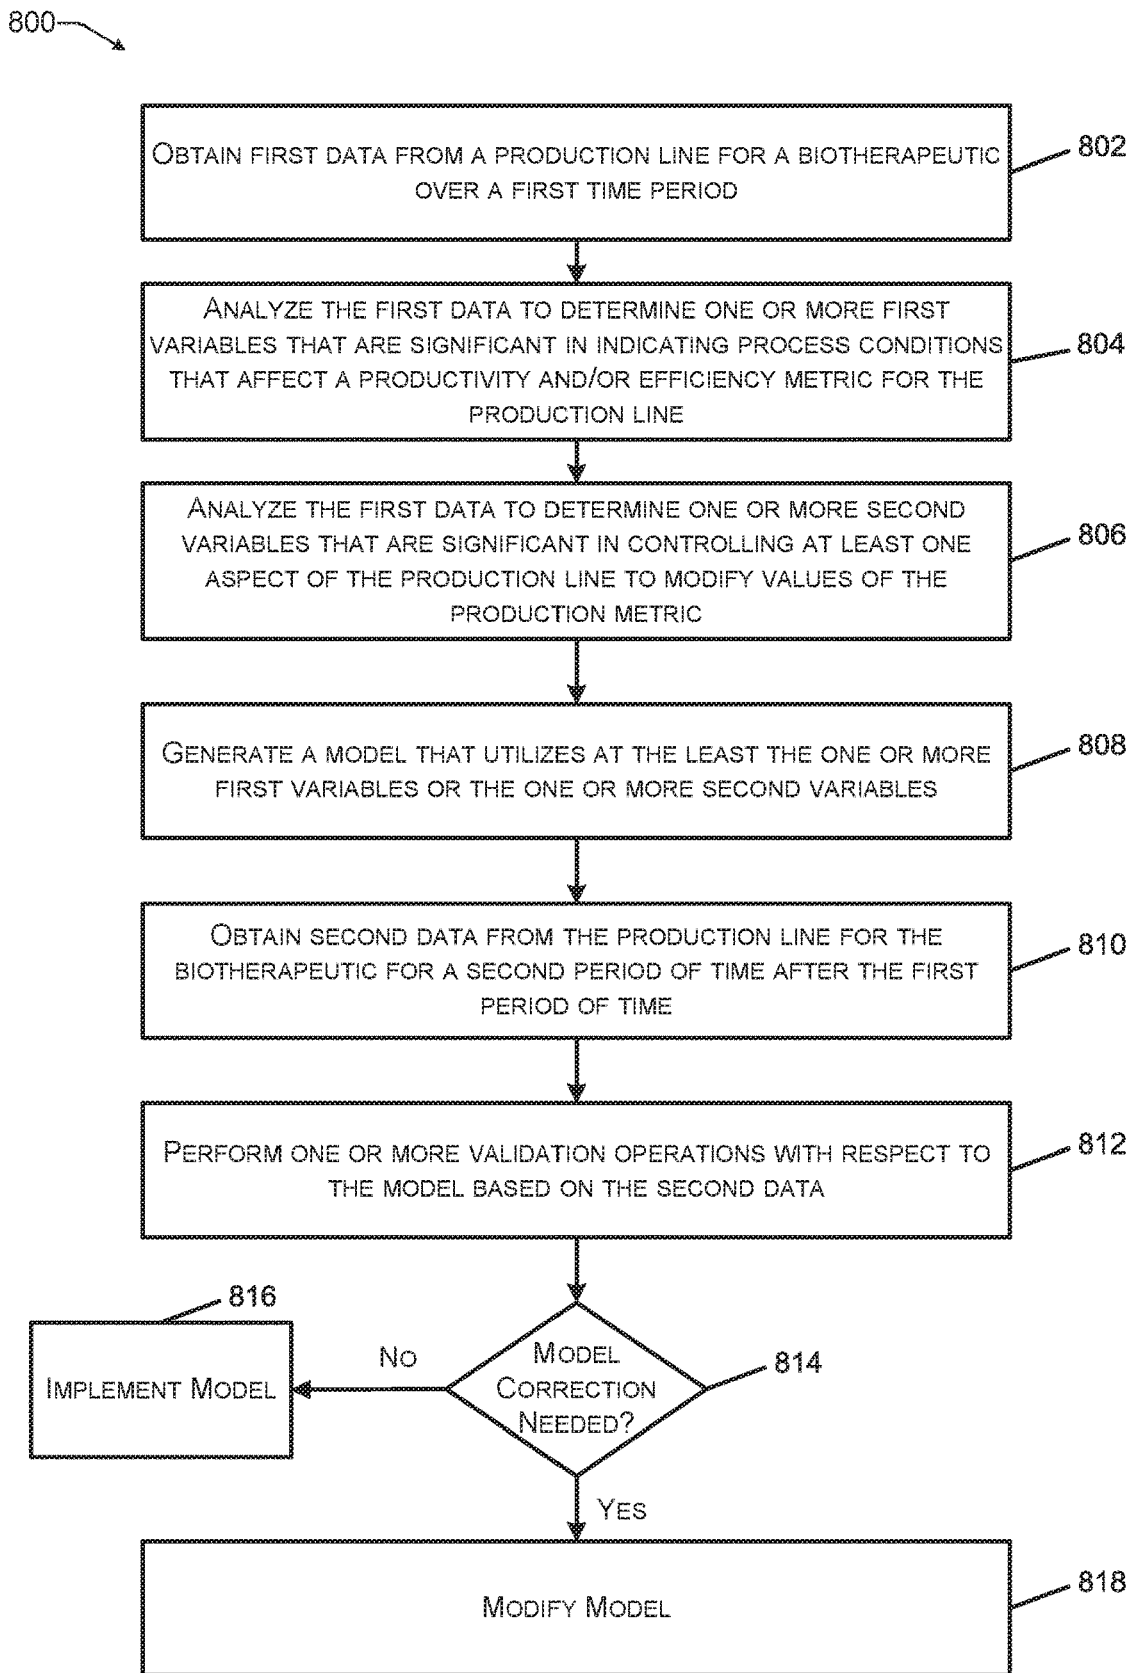 800
OBTAIN FIRST DATA FROM A PRODUCTION LINE FOR A BIOTHERAPEUTIC
OVER A FIRST TIME PERIOD
802
ANALYZE THE FIRST DATA TO DETERMINE ONE OR MORE FIRST
VARIABLES THAT ARE SIGNIFICANT IN INDICATING PROCESS CONDITIONS
THAT AFFECT A PRODUCTIVITY AND/OR EFFICIENCY METRIC FOR THE
PRODUCTION LINE
804
ANALYZE THE FIRST DATA TO DETERMINE ONE OR MORE SECOND
VARIABLES THAT ARE SIGNIFICANT IN CONTROLLING AT LEAST ONE
ASPECT OF THE PRODUCTION LINE TO MODIFY VALUES OF THE
PRODUCTION METRIC
806
GENERATE A MODEL THAT UTILIZES AT THE LEAST THE ONE OR MORE
FIRST VARIABLES OR THE ONE OR MORE SECOND VARIABLES
808
OBTAIN SECOND DATA FROM THE PRODUCTION LINE FOR THE
BIOTHERAPEUTIC FOR A SECOND PERIOD OF TIME AFTER THE FIRST
PERIOD OF TIME
810
PERFORM ONE OR MORE VALIDATION OPERATIONS WITH RESPECT TO
THE MODEL BASED ON THE SECOND DATA
812
816
IMPLEMENT MODEL
NO
MODEL
CORRECTION
NEEDED?
814
YES
MODIFY MODEL
818